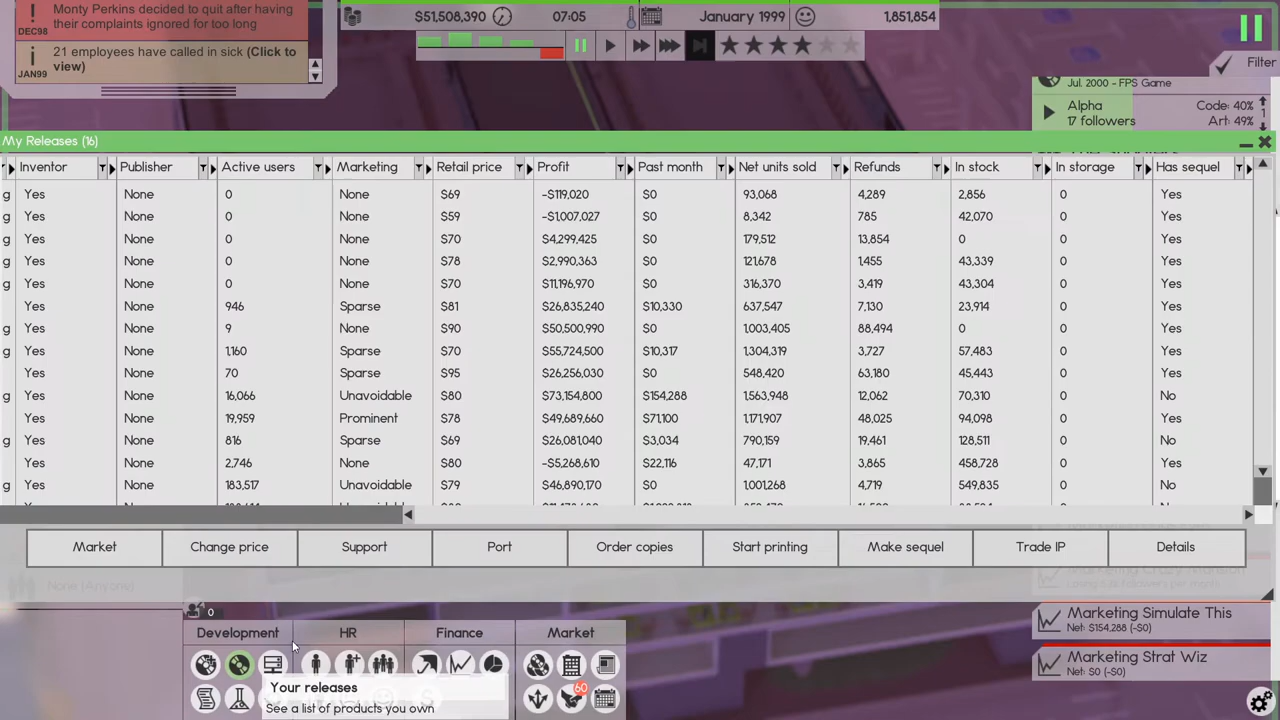 Monty Perkins decided to quit after having
their complaints ignored for too long
DEC98
21 employees have called in sick (Click to
view)
JAN99
$51,508,390
07:05
January 1999
1,851,854
Filter
Jul. 2000 - FPS Game
Alpha
17 followers
Code: 40%
Art: 49%
1
My Releases (16)
Inventor Publisher Active users Marketing Retail price Profit Past month Net units sold Refunds In stock In storage Has sequel
g Yes None 0 None $69 -$119,020 $0 93,068 4,289 2,856 0 Yes
g Yes None 0 None $59 -$1,007,027 $0 8,342 785 42,070 0 Yes
g Yes None 0 None $70 $4,299,425 $0 179,512 13,854 0 0 Yes
g Yes None 0 None $78 $2,990,363 $0 121,678 1,455 43,339 0 Yes
g Yes None 0 None $70 $11,196,970 $0 316,370 3,419 43,304 0 Yes
Yes None 946 Sparse $81 $26,835,240 $10,330 637,547 7,130 23,914 0 Yes
g Yes None 9 None $90 $50,500,990 $0 1,003,405 88,494 0 0 Yes
Yes None 1,160 Sparse $70 $55,724,500 $10,317 1,304,319 3,727 57,483 0 Yes
Yes None 70 Sparse $95 $26,256,030 $0 548,420 63,180 45,443 0 Yes
g Yes None 16,066 Unavoidable $80 $73,154,800 $154,288 1,563,948 12,062 70,310 0 No
Yes None 19,959 Prominent $78 $49,689,660 $71,100 1,171,907 48,025 94,098 0 Yes
g Yes None 816 Sparse $69 $26,081,040 $3,034 790,159 19,461 128,511 0 No
Yes None 2,746 None $80 -$5,268,610 $22,116 47,171 3,865 458,728 0 Yes
g Yes None 183,517 Unavoidable $79 $46,890,170 $0 1,001,268 4,719 549,835 0 No
Market Change price Support Port Order copies Start printing Make sequel Trade IP Details
None (Anyone)
Marketing Simulate This
Net: $154,288 (-$0)
Marketing Strat Wiz
Net: $0 (-$0)
0
Development HR Finance Market
60
Your releases
See a list of products you own